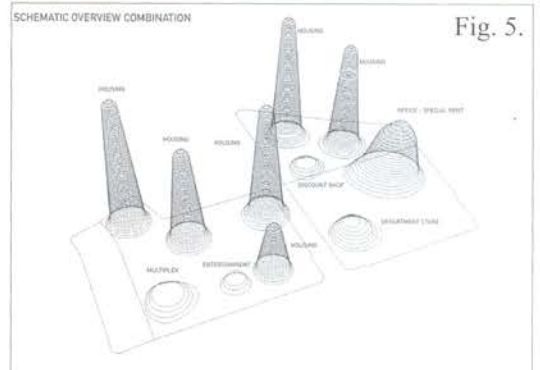 SCHEMATIC OVERVIEW COMBINATION
Fig. 5.
HOUSING
HOUSING
HOUSING
OFFICE - SPECIAL
HOUSING
HOUSING
DISCOUNT SHOP
DEPARTMENT STORE
HOUSING
ENTERTAINMENT
MULTIPLEX